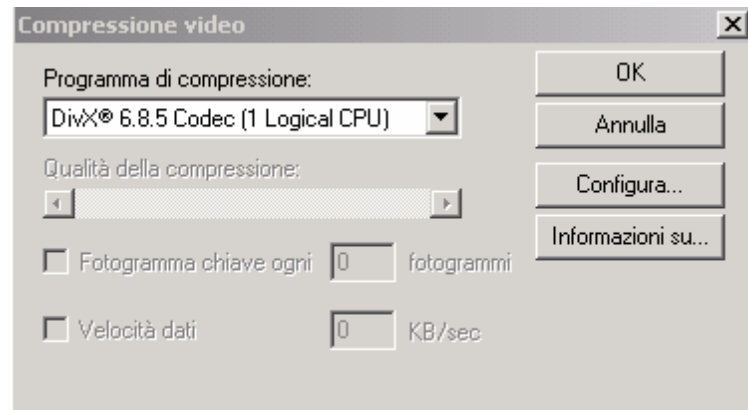 Compressione video
Programma di compressione:
DivX® 6.8.5 Codec (1 Logical CPU)
Qualità della compressione:
Fotogramma chiave ogni 0 fotogrammi
Velocità dati 0 KB/sec
OK
Annulla
Configura...
Informazioni su...